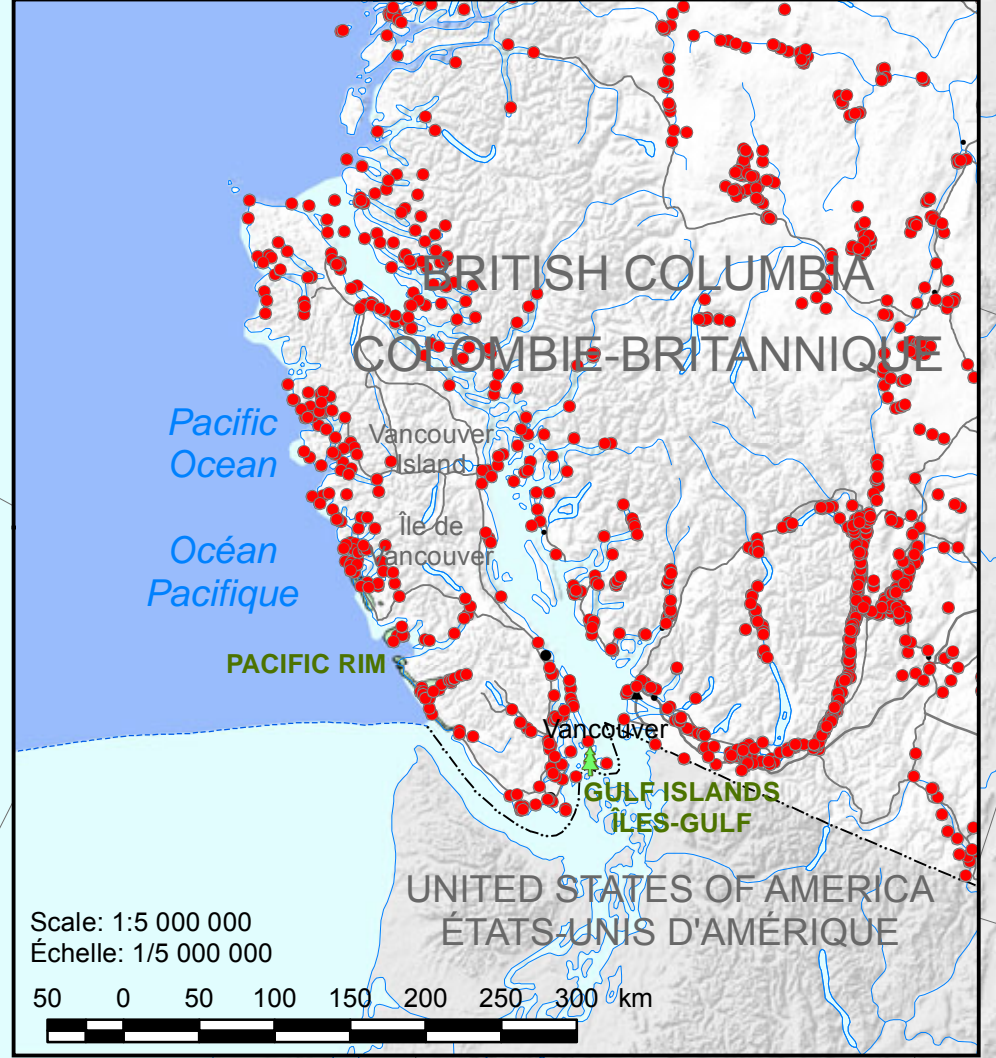 BRITISH COLUMBIA
COLOMBIE-BRITANNIQUE
Pacific
Ocean
Vancouver
Island
Océan
Pacifique
Île de
Vancouver
PACIFIC RIM
Vancouver
GULF ISLANDS
ÎLES-GULF
UNITED STATES OF AMERICA
ÉTATS-UNIS D'AMÉRIQUE
Scale: 1:5 000 000
Échelle: 1/5 000 000
50 0 50 100 150 200 250 300 km